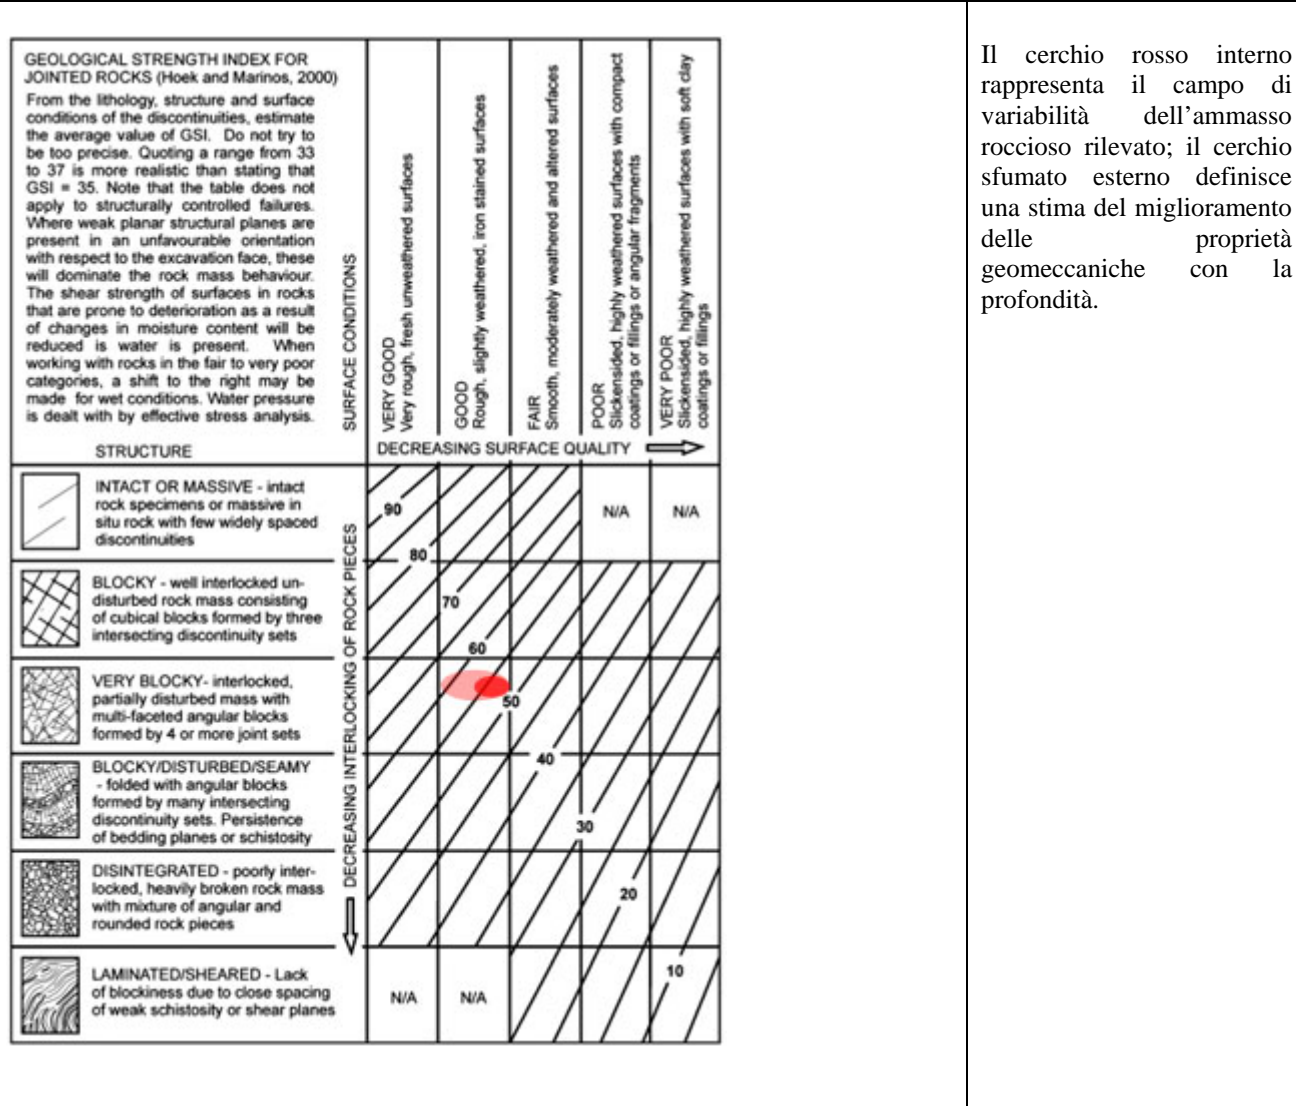 GEOLOGICAL STRENGTH INDEX FOR
JOINTED ROCKS (Hoek and Marinos, 2000)
From the lithology, structure and surface
conditions of the discontinuities, estimate
the average value of GSI. Do not try to
be too precise. Quoting a range from 33
to 37 is more realistic than stating that
GSI = 35. Note that the table does not
apply to structurally controlled failures.
Where weak planar structural planes are
present in an unfavourable orientation
with respect to the excavation face, these
will dominate the rock mass behaviour.
The shear strength of surfaces in rocks
that are prone to deterioration as a result
of changes in moisture content will be
reduced is water is present. When
working with rocks in the fair to very poor
categories, a shift to the right may be
made for wet conditions. Water pressure
is dealt with by effective stress analysis.
STRUCTURE
SURFACE CONDITIONS
VERY GOOD
Very rough, fresh unweathered surfaces
GOOD
Rough, slightly weathered, iron stained surfaces
FAIR
Smooth, moderately weathered and altered surfaces
POOR
Slickensided, highly weathered surfaces with compact
coatings or fillings or angular fragments
VERY POOR
Slickensided, highly weathered surfaces with soft clay
coatings or fillings
DECREASING SURFACE QUALITY
DECREASING INTERLOCKING OF ROCK PIECES
INTACT OR MASSIVE - intact
rock specimens or massive in
situ rock with few widely spaced
discontinuities
BLOCKY - well interlocked un-
disturbed rock mass consisting
of cubical blocks formed by three
intersecting discontinuity sets
VERY BLOCKY- interlocked,
partially disturbed mass with
multi-faceted angular blocks
formed by 4 or more joint sets
BLOCKY/DISTURBED/SEAMY
- folded with angular blocks
formed by many intersecting
discontinuity sets. Persistence
of bedding planes or schistosity
DISINTEGRATED - poorly inter-
locked, heavily broken rock mass
with mixture of angular and
rounded rock pieces
LAMINATED/SHEARED - Lack
of blockiness due to close spacing
of weak schistosity or shear planes
90
N/A
N/A
80
70
60
50
40
30
20
10
N/A
N/A
Il cerchio rosso interno
rappresenta il campo di
variabilità dell'ammasso
roccioso rilevato; il cerchio
sfumato esterno definisce
una stima del miglioramento
delle proprietà
geomeccaniche con la
profondità.